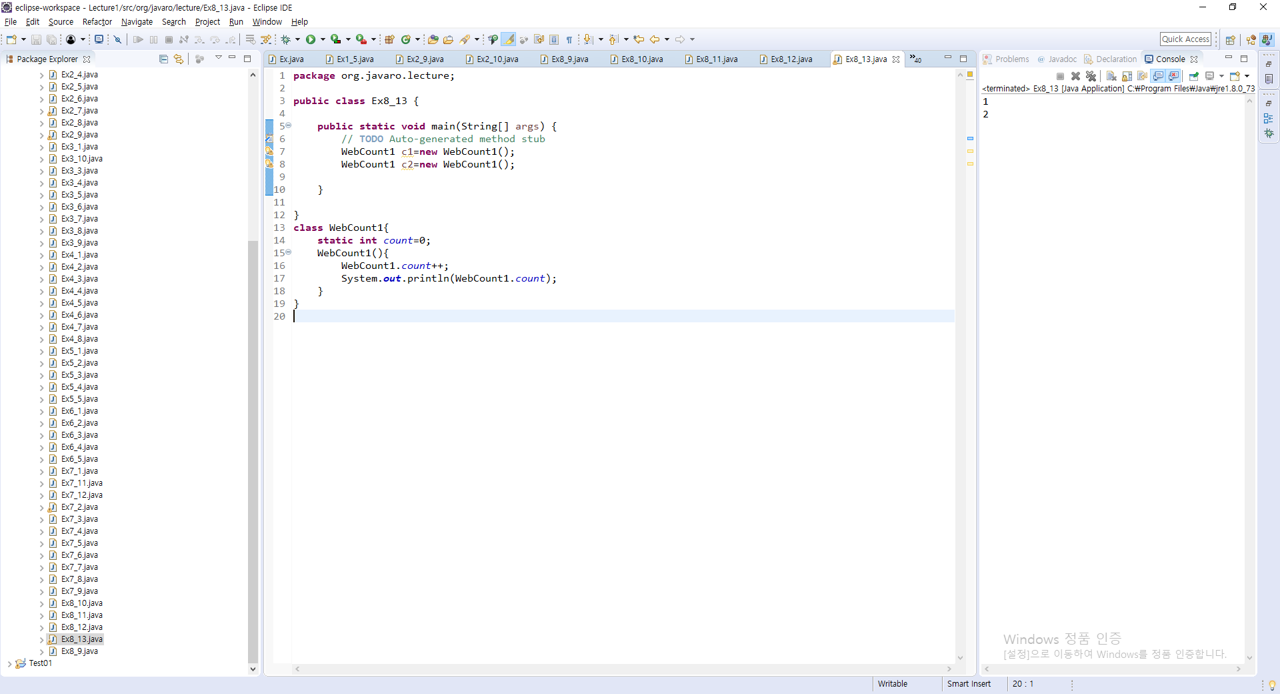 eclipse-workspace - Lecture1/src/org/javaro/lecture/Ex8_13.java - Eclipse IDE
File Edit Source Refactor Navigate Search Project Run Window Help
Quick Access
Package Explorer
Ex2_4.java
Ex2_5.java
Ex2_6.java
Ex2_7.java
Ex2_8.java
Ex2_9.java
Ex3_1.java
Ex3_10.java
Ex3_3.java
Ex3_4.java
Ex3_5.java
Ex3_6.java
Ex3_7.java
Ex3_8.java
Ex3_9.java
Ex4_1.java
Ex4_2.java
Ex4_3.java
Ex4_4.java
Ex4_5.java
Ex4_6.java
Ex4_7.java
Ex4_8.java
Ex5_1.java
Ex5_2.java
Ex5_3.java
Ex5_4.java
Ex5_5.java
Ex6_1.java
Ex6_2.java
Ex6_3.java
Ex6_4.java
Ex6_5.java
Ex7_1.java
Ex7_11.java
Ex7_12.java
Ex7_2.java
Ex7_3.java
Ex7_4.java
Ex7_5.java
Ex7_6.java
Ex7_7.java
Ex7_8.java
Ex7_9.java
Ex8_10.java
Ex8_11.java
Ex8_12.java
Ex8_13.java
Ex8_9.java
Test01
Ex.java Ex1_5.java Ex2_9.java Ex2_10.java Ex8_9.java Ex8_10.java Ex8_11.java Ex8_12.java Ex8_13.java »40
1 package org.javaro.lecture;
2
3 public class Ex8_13 {
4
5 public static void main(String[] args) {
6 // TODO Auto-generated method stub
7 WebCount1 c1=new WebCount1();
8 WebCount1 c2=new WebCount1();
9
10 }
11
12 }
13 class WebCount1{
14 static int count=0;
15 WebCount1(){
16 WebCount1.count++;
17 System.out.println(WebCount1.count);
18 }
19 }
20
Problems Javadoc Declaration Console
<terminated> Ex8_13 [Java Application] C:₩Program Files₩Java₩jre1.8.0_73
1
2
Windows 정품 인증
[설정]으로 이동하여 Windows를 정품 인증합니다.
Writable Smart Insert 20 : 1